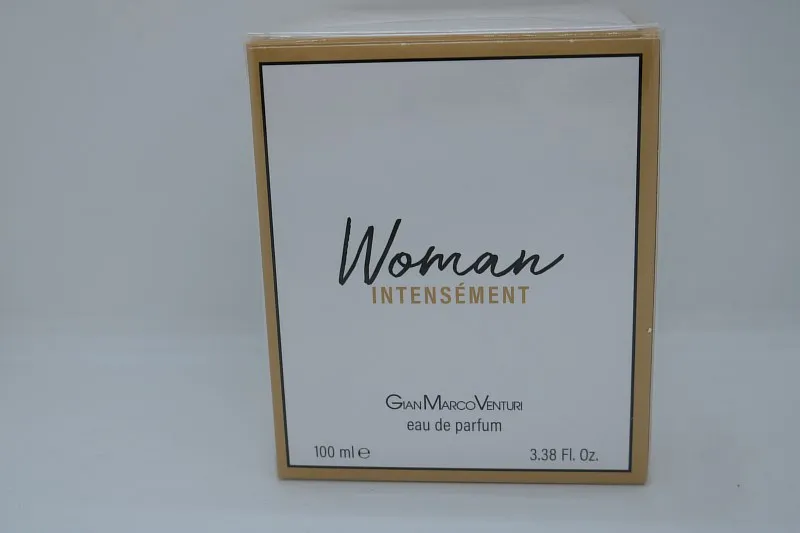 Woman
INTENSÉMENT
GIANMARCOVENTURI
eau de parfum
100 ml ℮ 3.38 Fl. Oz.